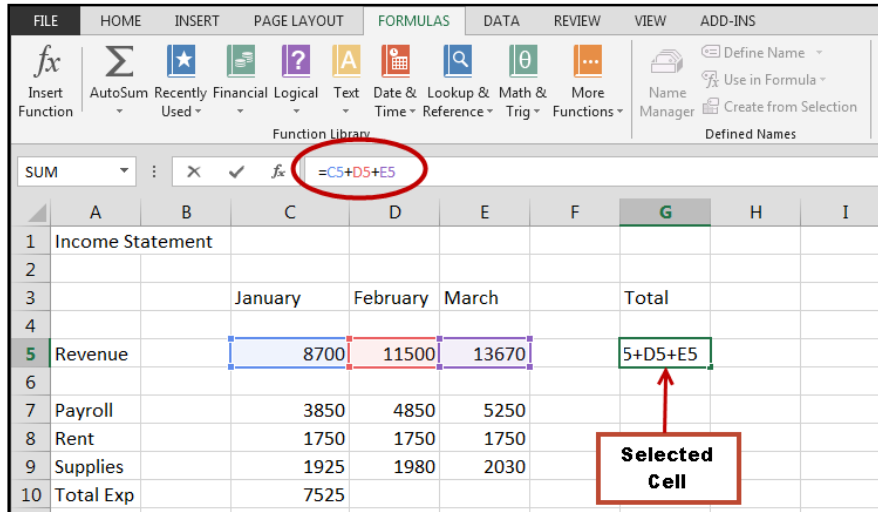 FILE HOME INSERT PAGE LAYOUT FORMULAS DATA REVIEW VIEW ADD-INS
fx Σ ? A θ ...
Insert Function
AutoSum
Recently Used
Financial
Logical
Text
Date & Time
Lookup & Reference
Math & Trig
More Functions
Name Manager
Define Name
Use in Formula
Create from Selection
Function Library
Defined Names
SUM fx =C5+D5+E5
A B C D E F G H I
1 Income Statement
2
3 January February March Total
4
5 Revenue 8700 11500 13670 5+D5+E5
6
7 Payroll 3850 4850 5250
8 Rent 1750 1750 1750
9 Supplies 1925 1980 2030
10 Total Exp 7525
Selected
Cell